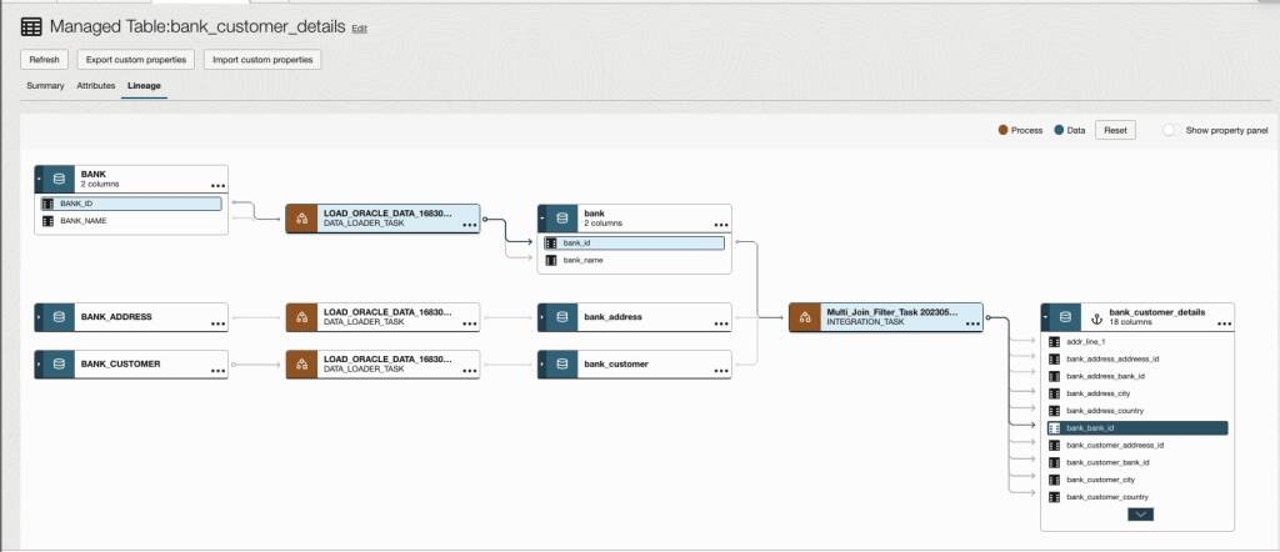 Managed Table:bank_customer_details Edit
Refresh Export custom properties Import custom properties
Summary Attributes Lineage
Process Data Reset Show property panel
BANK
2 columns
BANK_ID
BANK_NAME
LOAD_ORACLE_DATA_16830...
DATA_LOADER_TASK
bank
2 columns
bank_id
bank_name
BANK_ADDRESS
LOAD_ORACLE_DATA_16830...
DATA_LOADER_TASK
bank_address
Multi_Join_Filter_Task 202305...
INTEGRATION_TASK
BANK_CUSTOMER
LOAD_ORACLE_DATA_16830...
DATA_LOADER_TASK
bank_customer
bank_customer_details
18 columns
addr_line_1
bank_address_addreess_id
bank_address_bank_id
bank_address_city
bank_address_country
bank_bank_id
bank_customer_addreess_id
bank_customer_bank_id
bank_customer_city
bank_customer_country